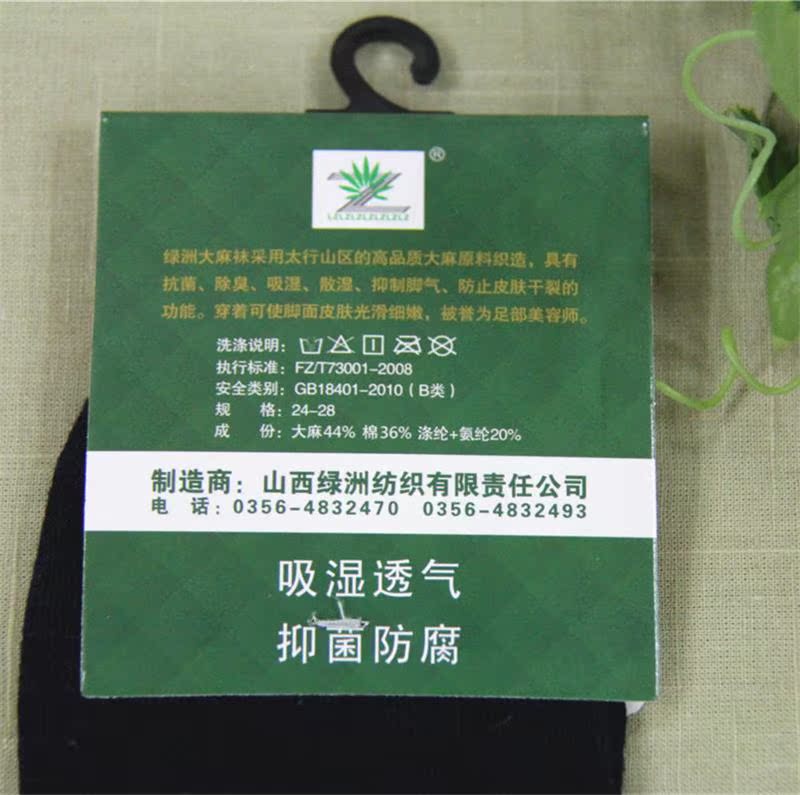 ®
LZLZLZLZLZLZ
绿洲大麻袜采用太行山区的高品质大麻原料织造，具有
抗菌、除臭、吸湿、散湿、抑制脚气、防止皮肤干裂的
功能。穿着可使脚面皮肤光滑细嫩，被誉为足部美容师。
洗涤说明：
执行标准：FZ/T73001-2008
安全类别：GB18401-2010（B类）
规 格：24-28
成 份：大麻44% 棉36% 涤纶+氨纶20%
制造商：山西绿洲纺织有限责任公司
电 话：0356-4832470 0356-4832493
吸湿透气
抑菌防腐